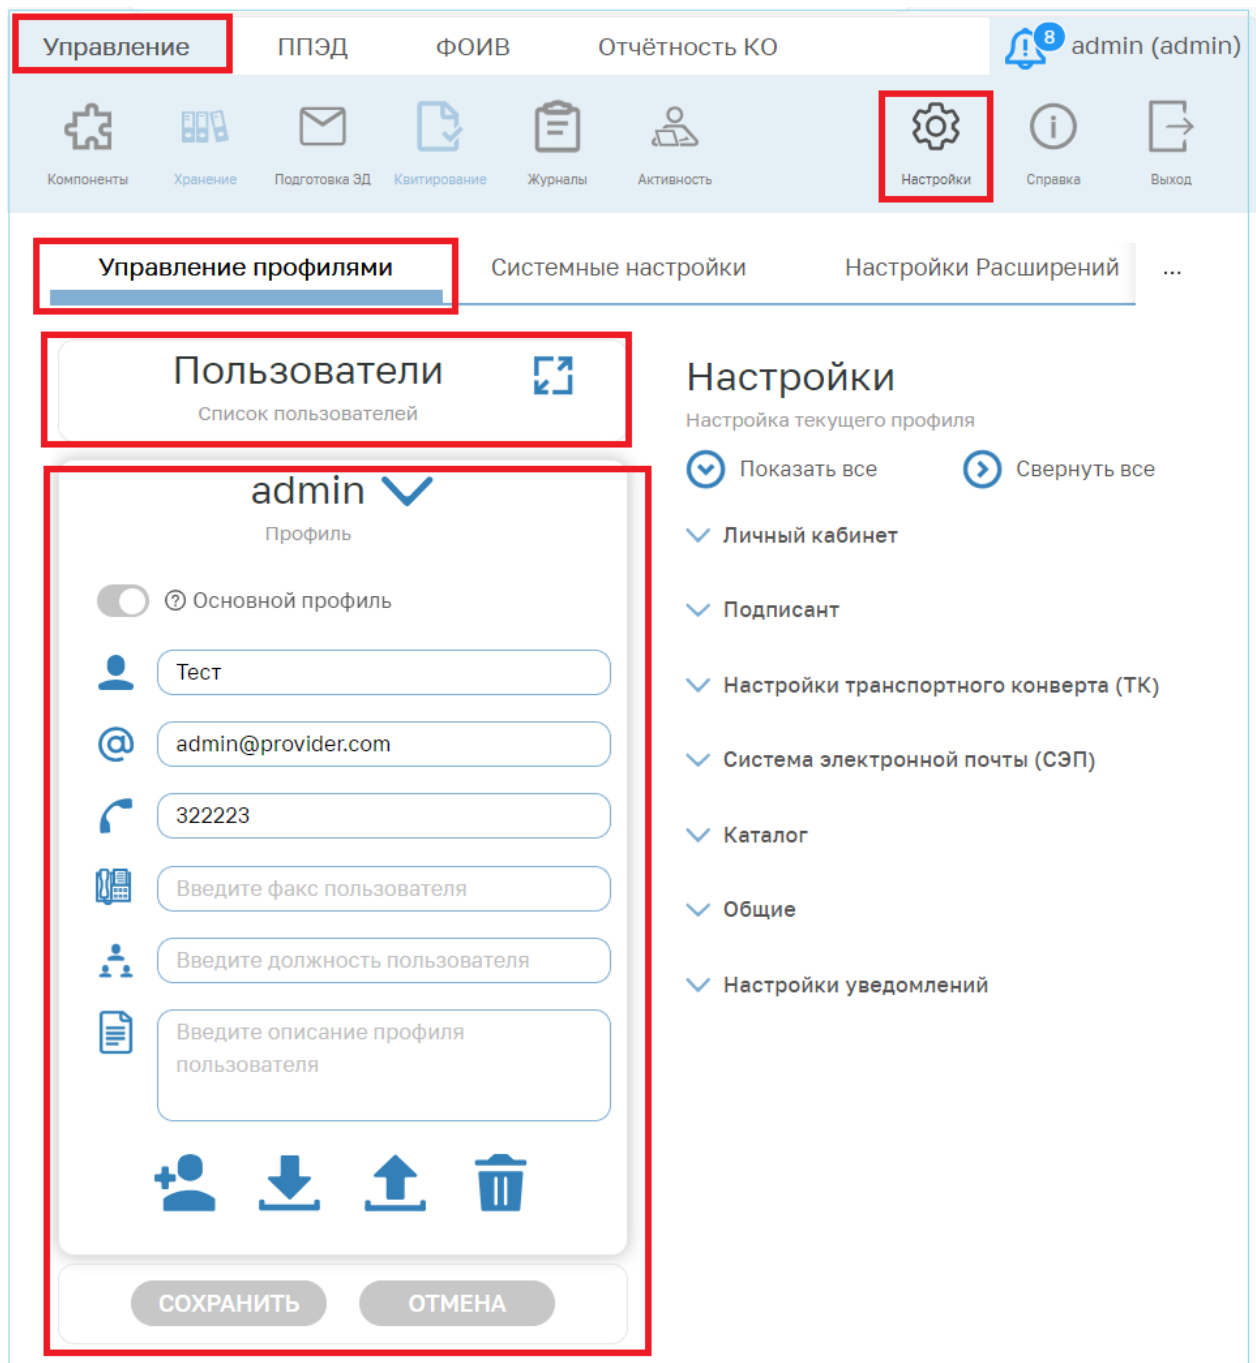 Управление ППЭД ФОИВ Отчётность КО 8 admin (admin)
Компоненты Хранение Подготовка ЭД Квитирование Журналы Активность Настройки Справка Выход
Управление профилями Системные настройки Настройки Расширений ...
Пользователи
Список пользователей
admin
Профиль
? Основной профиль
Тест
@ admin@provider.com
322223
Введите факс пользователя
Введите должность пользователя
Введите описание профиля
пользователя
СОХРАНИТЬ ОТМЕНА
Настройки
Настройка текущего профиля
Показать все Свернуть все
Личный кабинет
Подписант
Настройки транспортного конверта (ТК)
Система электронной почты (СЭП)
Каталог
Общие
Настройки уведомлений